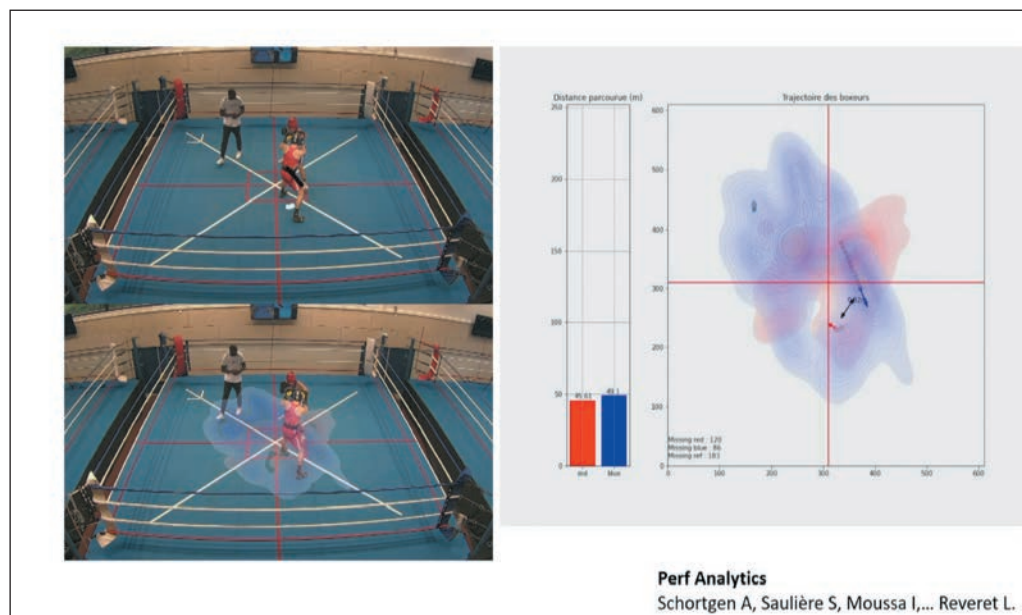 Distance parcourue (m)
Trajectoire des boxeurs
250
200
150
100
50
0
45.61
49.1
red
blue
600
500
400
300
200
100
0
Missing red : 120
Missing blue : 86
Missing ref : 181
0
100
200
300
400
500
600
Perf Analytics
Schortgen A, Saulière S, Moussa I,... Reveret L.